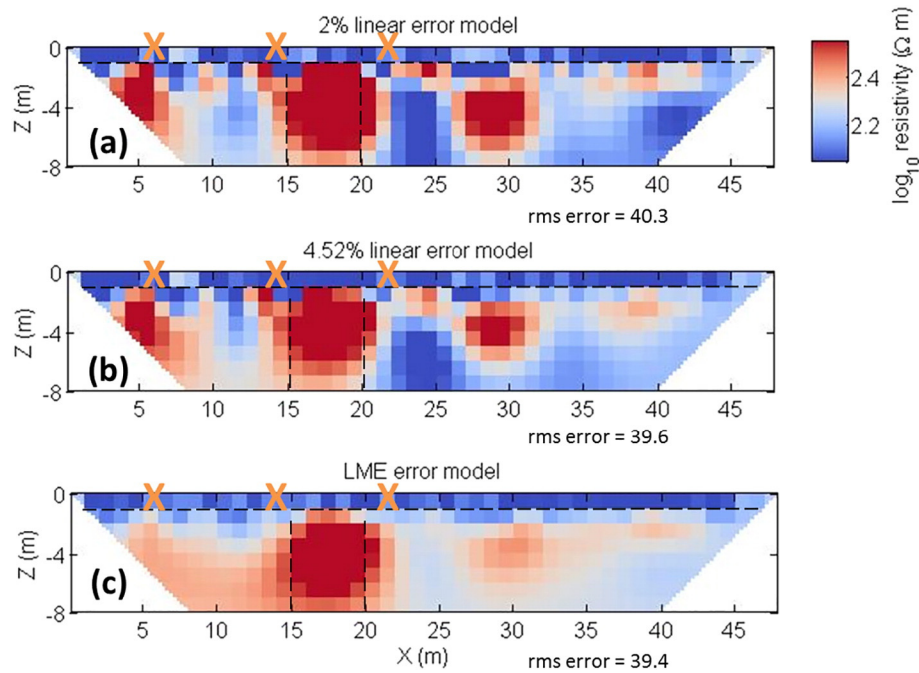 2% linear error model
X X X
0
-4
-8
Z (m)
(a)
5 10 15 20 25 30 35 40 45
rms error = 40.3
2.4
2.2
log10 resistivity (Ω m)
4.52% linear error model
X X X
0
-4
-8
Z (m)
(b)
5 10 15 20 25 30 35 40 45
rms error = 39.6
LME error model
X X X
0
-4
-8
Z (m)
(c)
5 10 15 20 25 30 35 40 45
X (m)
rms error = 39.4